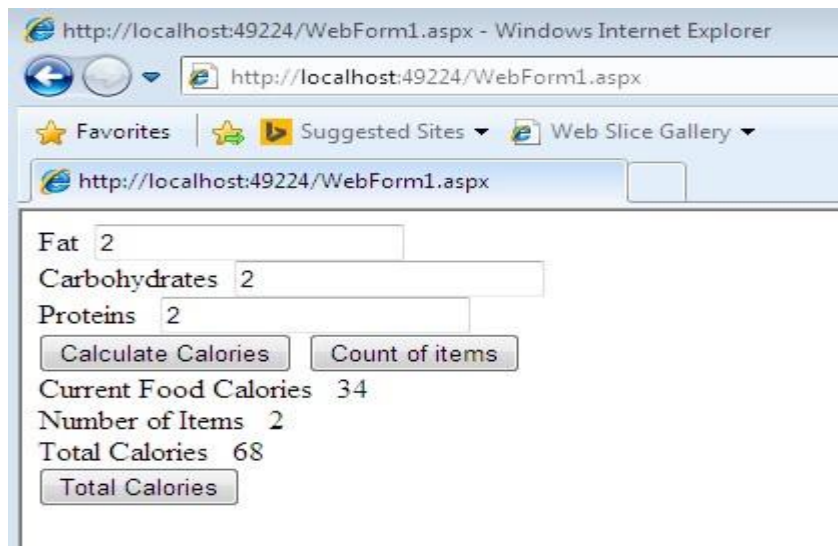 http://localhost:49224/WebForm1.aspx - Windows Internet Explorer
http://localhost:49224/WebForm1.aspx
Favorites Suggested Sites Web Slice Gallery
http://localhost:49224/WebForm1.aspx
Fat 2
Carbohydrates 2
Proteins 2
Calculate Calories Count of items
Current Food Calories 34
Number of Items 2
Total Calories 68
Total Calories